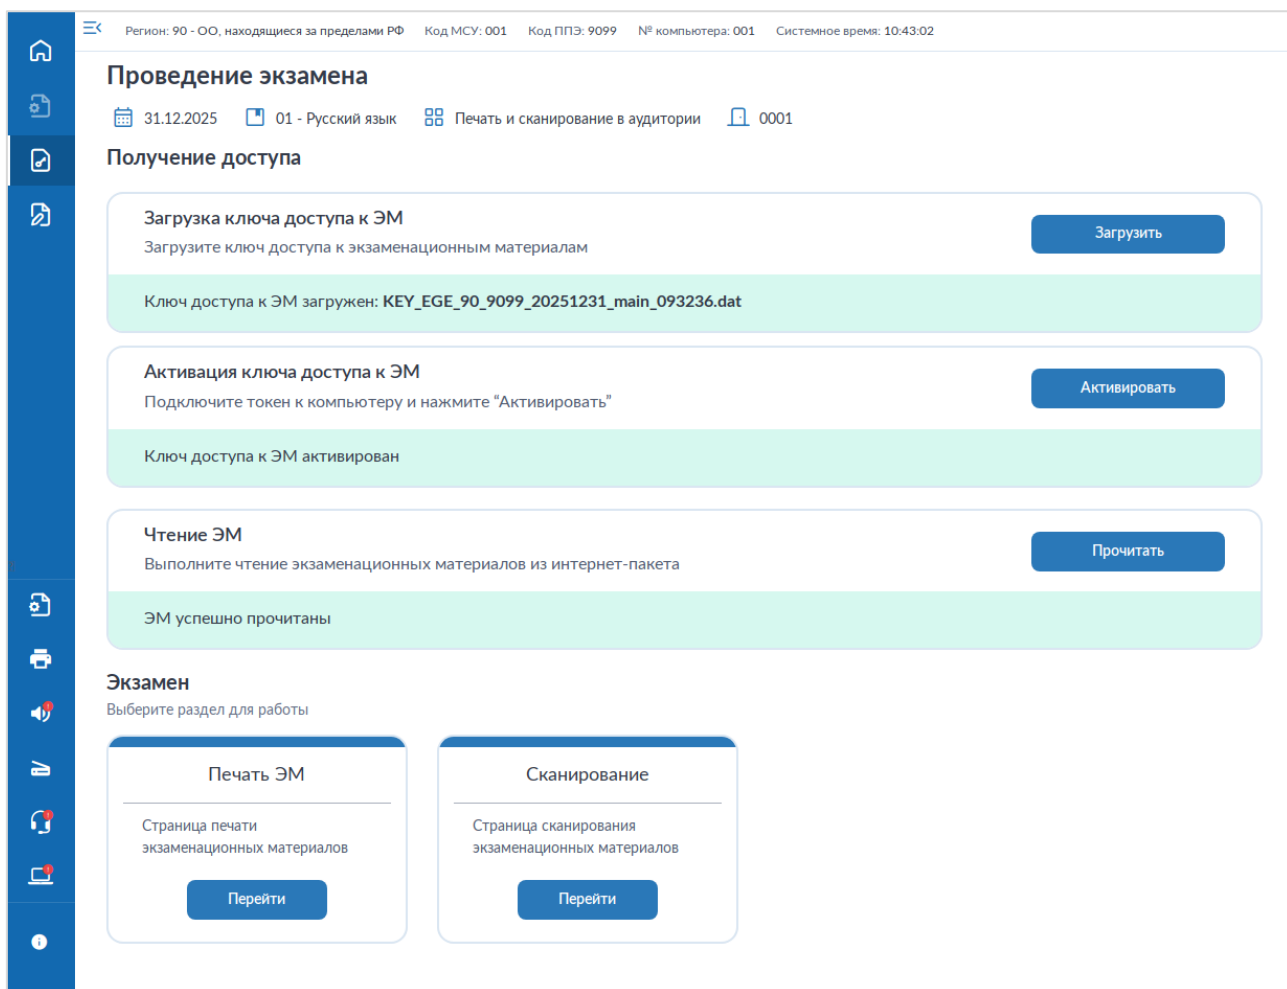 Регион: 90 - ОО, находящиеся за пределами РФ Код МСУ: 001 Код ППЭ: 9099 № компьютера: 001 Системное время: 10:43:02
Проведение экзамена
31.12.2025 01 - Русский язык Печать и сканирование в аудитории 0001
Получение доступа
Загрузка ключа доступа к ЭМ
Загрузите ключ доступа к экзаменационным материалам
Загрузить
Ключ доступа к ЭМ загружен: KEY_EGE_90_9099_20251231_main_093236.dat
Активация ключа доступа к ЭМ
Подключите токен к компьютеру и нажмите “Активировать”
Активировать
Ключ доступа к ЭМ активирован
Чтение ЭМ
Выполните чтение экзаменационных материалов из интернет-пакета
Прочитать
ЭМ успешно прочитаны
Экзамен
Выберите раздел для работы
Печать ЭМ
Страница печати
экзаменационных материалов
Перейти
Сканирование
Страница сканирования
экзаменационных материалов
Перейти